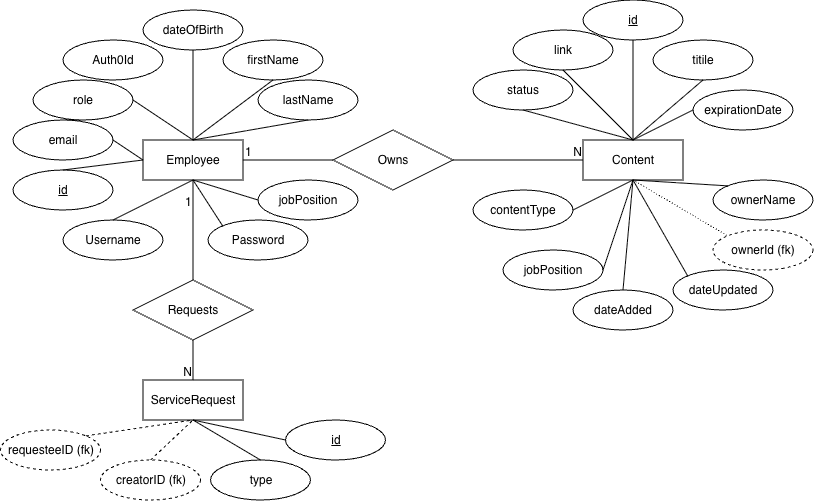 dateOfBirth
id
Auth0Id
firstName
link
titile
role
lastName
status
expirationDate
email
Employee
1
Owns
N
Content
id
jobPosition
ownerName
1
contentType
Username
Password
ownerId (fk)
jobPosition
dateUpdated
Requests
dateAdded
N
ServiceRequest
requesteeID (fk)
id
creatorID (fk)
type